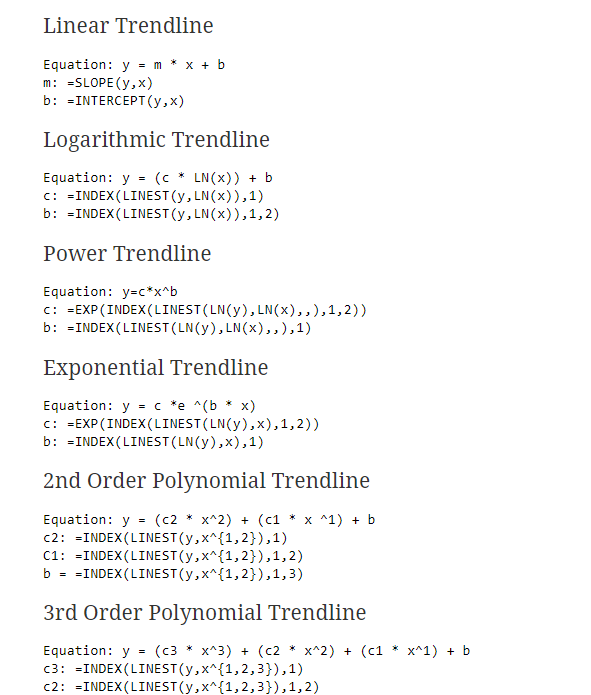 Linear Trendline
Equation: y = m * x + b
m: =SLOPE(y,x)
b: =INTERCEPT(y,x)
Logarithmic Trendline
Equation: y = (c * LN(x)) + b
c: =INDEX(LINEST(y,LN(x)),1)
b: =INDEX(LINEST(y,LN(x)),1,2)
Power Trendline
Equation: y=c*x^b
c: =EXP(INDEX(LINEST(LN(y),LN(x),,),1,2))
b: =INDEX(LINEST(LN(y),LN(x),,),1)
Exponential Trendline
Equation: y = c *e ^(b * x)
c: =EXP(INDEX(LINEST(LN(y),x),1,2))
b: =INDEX(LINEST(LN(y),x),1)
2nd Order Polynomial Trendline
Equation: y = (c2 * x^2) + (c1 * x ^1) + b
c2: =INDEX(LINEST(y,x^{1,2}),1)
C1: =INDEX(LINEST(y,x^{1,2}),1,2)
b = =INDEX(LINEST(y,x^{1,2}),1,3)
3rd Order Polynomial Trendline
Equation: y = (c3 * x^3) + (c2 * x^2) + (c1 * x^1) + b
c3: =INDEX(LINEST(y,x^{1,2,3}),1)
c2: =INDEX(LINEST(y,x^{1,2,3}),1,2)